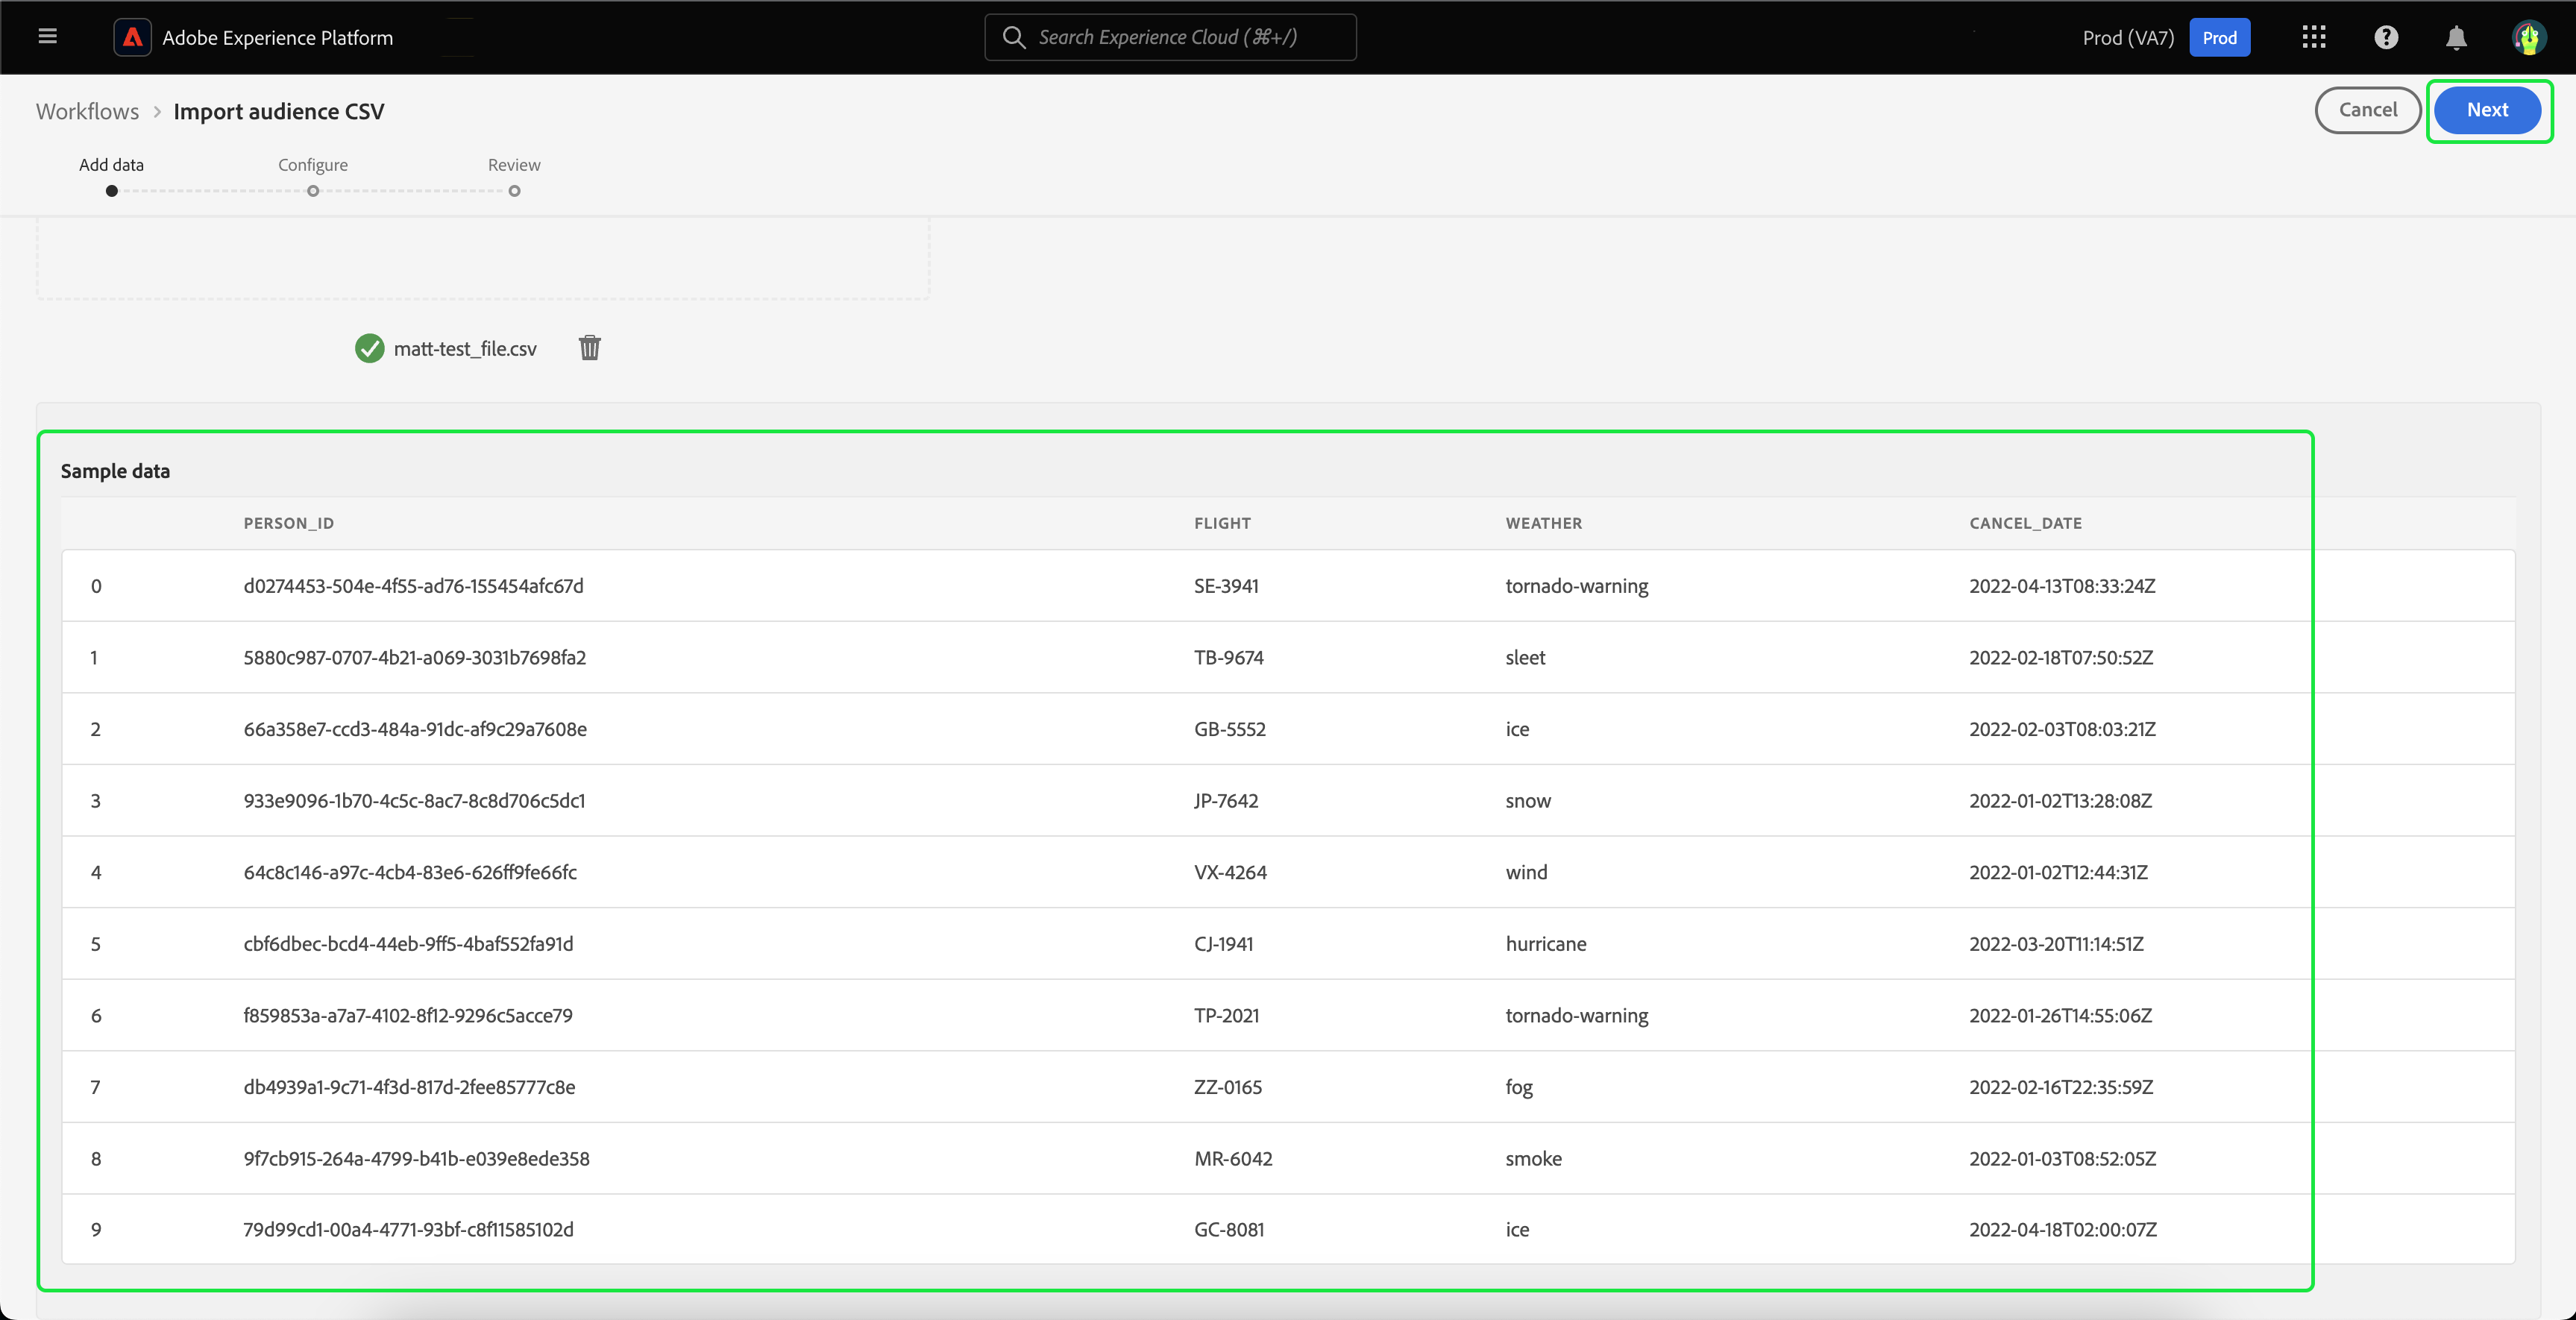 Adobe Experience Platform
Search Experience Cloud (⌘+/)
Prod (VA7) Prod
Workflows > Import audience CSV
Cancel Next
Add data Configure Review
matt-test_file.csv
Sample data
PERSON_ID FLIGHT WEATHER CANCEL_DATE
0 d0274453-504e-4f55-ad76-155454afc67d SE-3941 tornado-warning 2022-04-13T08:33:24Z
1 5880c987-0707-4b21-a069-3031b7698fa2 TB-9674 sleet 2022-02-18T07:50:52Z
2 66a358e7-ccd3-484a-91dc-af9c29a7608e GB-5552 ice 2022-02-03T08:03:21Z
3 933e9096-1b70-4c5c-8ac7-8c8d706c5dc1 JP-7642 snow 2022-01-02T13:28:08Z
4 64c8c146-a97c-4cb4-83e6-626ff9fe66fc VX-4264 wind 2022-01-02T12:44:31Z
5 cbf6dbec-bcd4-44eb-9ff5-4baf552fa91d CJ-1941 hurricane 2022-03-20T11:14:51Z
6 f859853a-a7a7-4102-8f12-9296c5acce79 TP-2021 tornado-warning 2022-01-26T14:55:06Z
7 db4939a1-9c71-4f3d-817d-2fee85777c8e ZZ-0165 fog 2022-02-16T22:35:59Z
8 9f7cb915-264a-4799-b41b-e039e8ede358 MR-6042 smoke 2022-01-03T08:52:05Z
9 79d99cd1-00a4-4771-93bf-c8f11585102d GC-8081 ice 2022-04-18T02:00:07Z